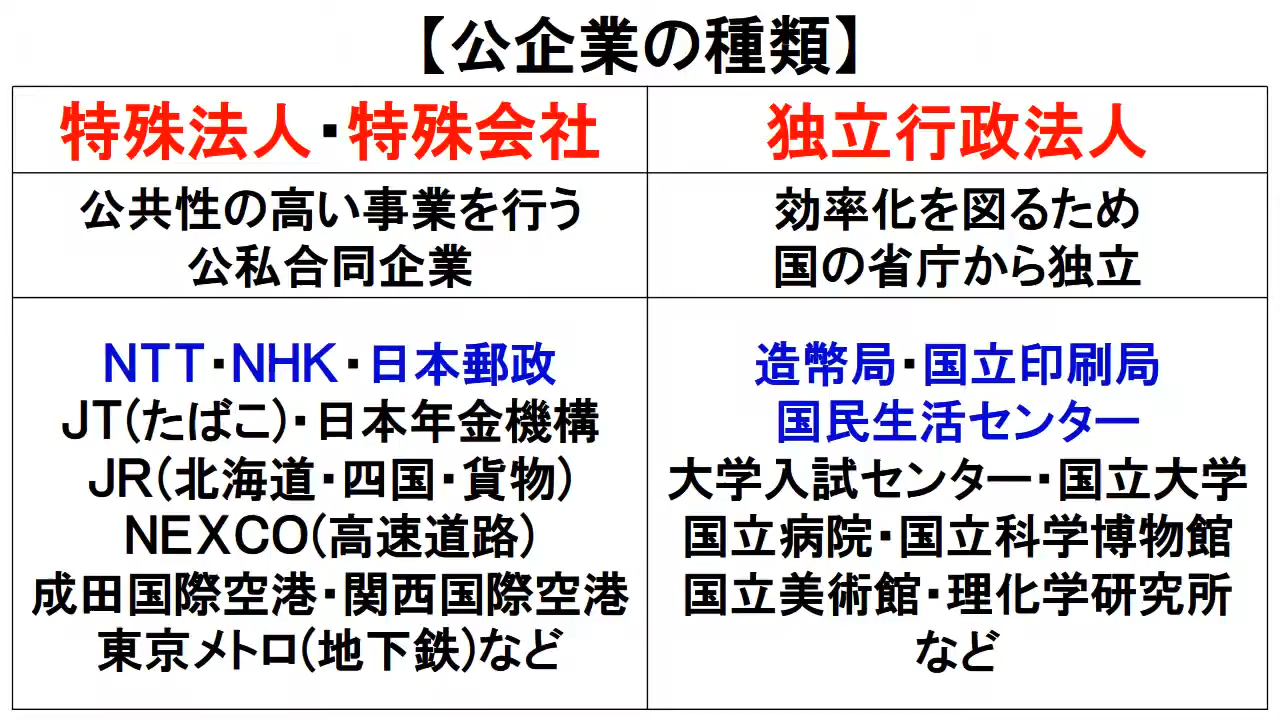 【公企業の種類】
特殊法人・特殊会社
独立行政法人
公共性の高い事業を行う
公私合同企業
効率化を図るため
国の省庁から独立
NTT・NHK・日本郵政
JT(たばこ)・日本年金機構
JR(北海道・四国・貨物)
NEXCO(高速道路)
成田国際空港・関西国際空港
東京メトロ(地下鉄)など
造幣局・国立印刷局
国民生活センター
大学入試センター・国立大学
国立病院・国立科学博物館
国立美術館・理化学研究所
など